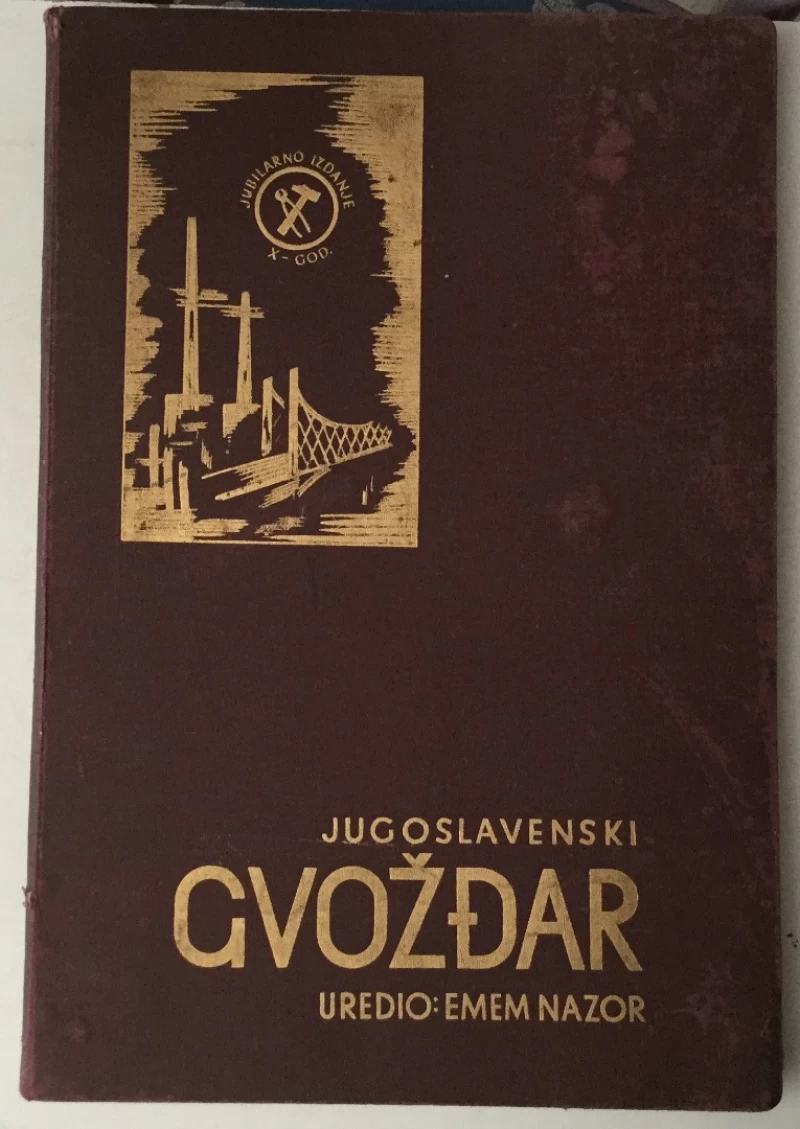 JUBILARNO IZDANJE
X-GOD.
JUGOSLAVENSKI
GVOŽĐAR
UREDIO: EMEM NAZOR